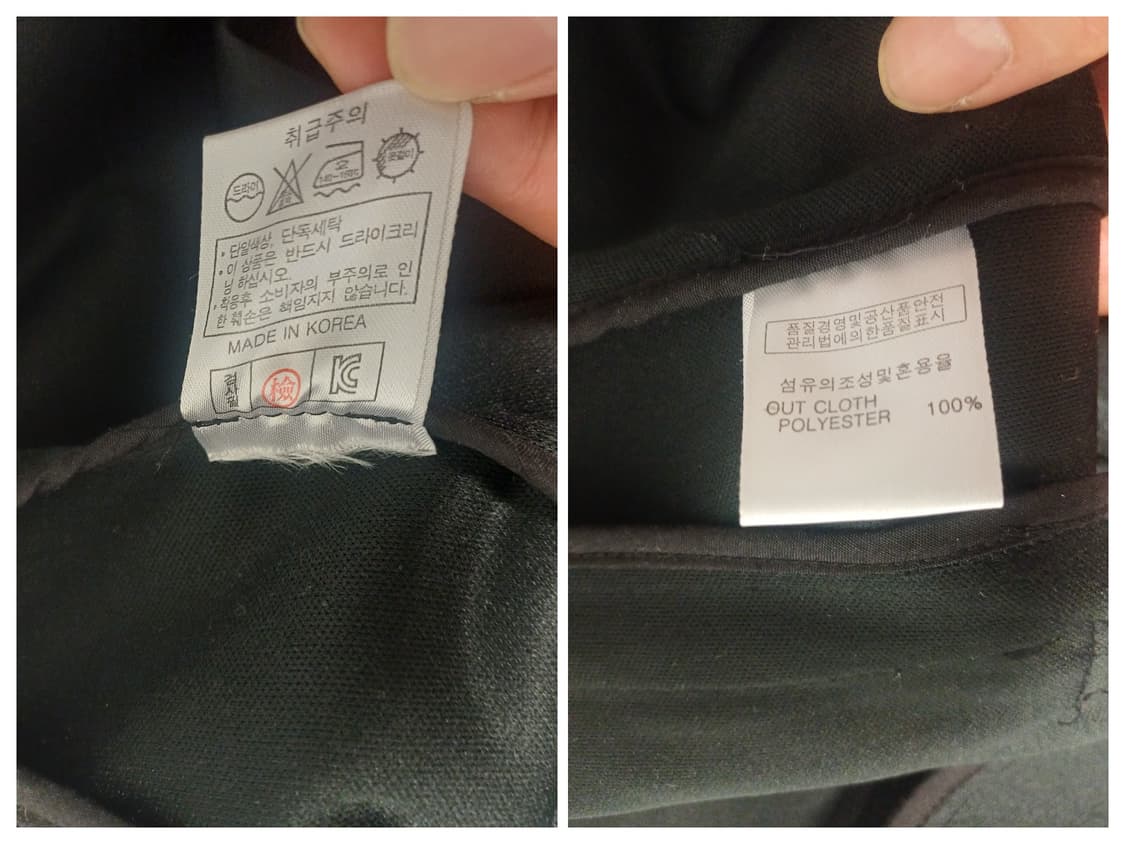 취급주의
드라이
140~160℃
옷걸이
• 단일색상, 단독세탁
• 이 상품은 반드시 드라이크리
닝 하십시오.
• 착용후 소비자의 부주의로 인
한 훼손은 책임지지 않습니다.
MADE IN KOREA
검사필 檢 KC
품질경영및공산품안전
관리법에의한품질표시
섬유의조성및혼용율
OUT CLOTH
POLYESTER 100%